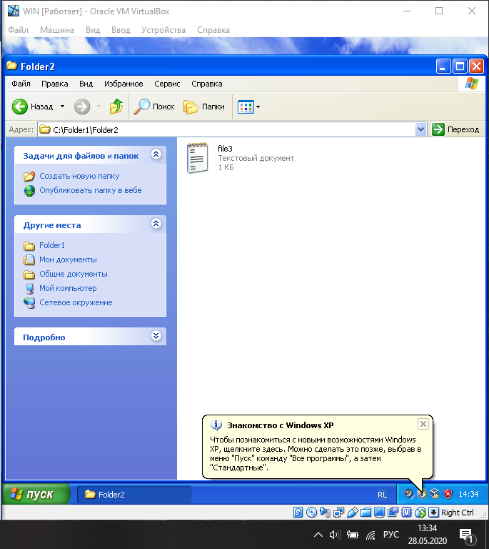 WIN [Работает] - Oracle VM VirtualBox
Файл Машина Вид Ввод Устройства Справка
Folder2
Файл Правка Вид Избранное Сервис Справка
Назад Поиск Папки
Адрес: C:\Folder1\Folder2 Переход
Задачи для файлов и папок
Создать новую папку
Опубликовать папку в вебе
Другие места
Folder1
Мои документы
Общие документы
Мой компьютер
Сетевое окружение
Подробно
file3
Текстовый документ
1 КБ
Знакомство с Windows XP
Чтобы познакомиться с новыми возможностями Windows
XP, щелкните здесь. Можно сделать это позже, выбрав в
меню "Пуск" команду "Все программы", а затем
"Стандартные".
пуск Folder2 RU 14:34
Right Ctrl
РУС 13:34
28.05.2020
1